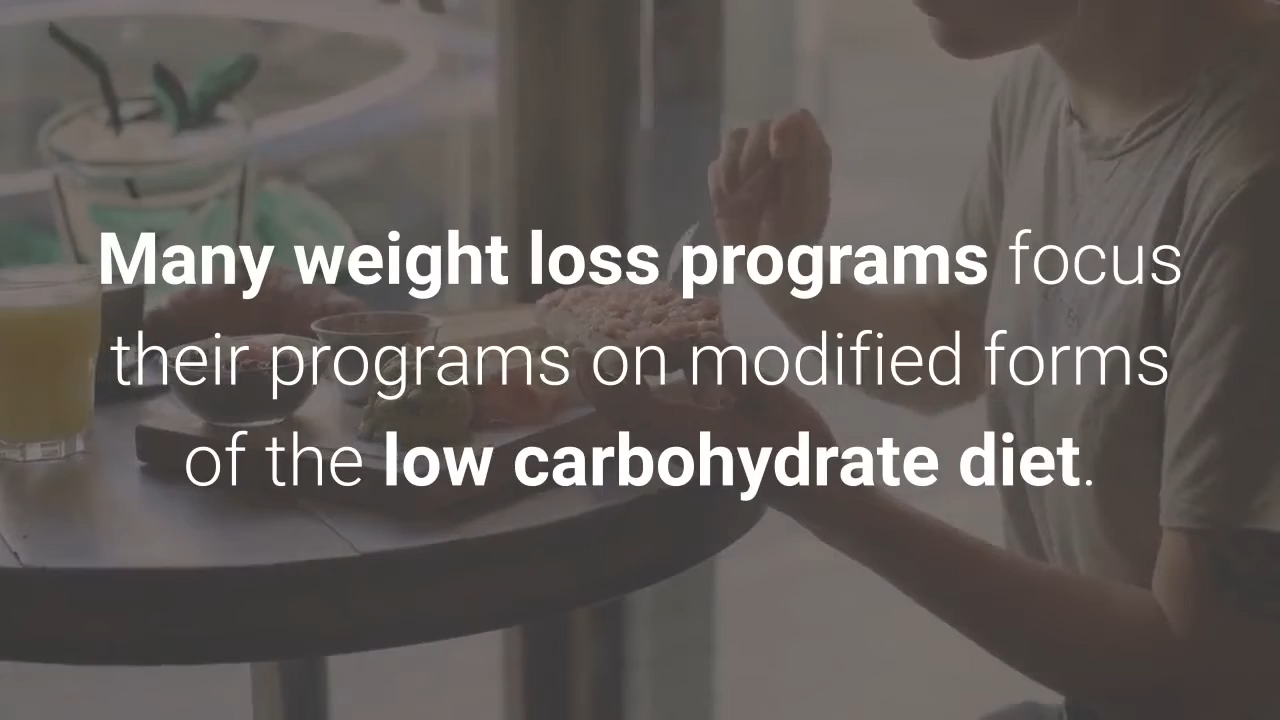 Many weight loss programs focus
their programs on modified forms
of the low carbohydrate diet.